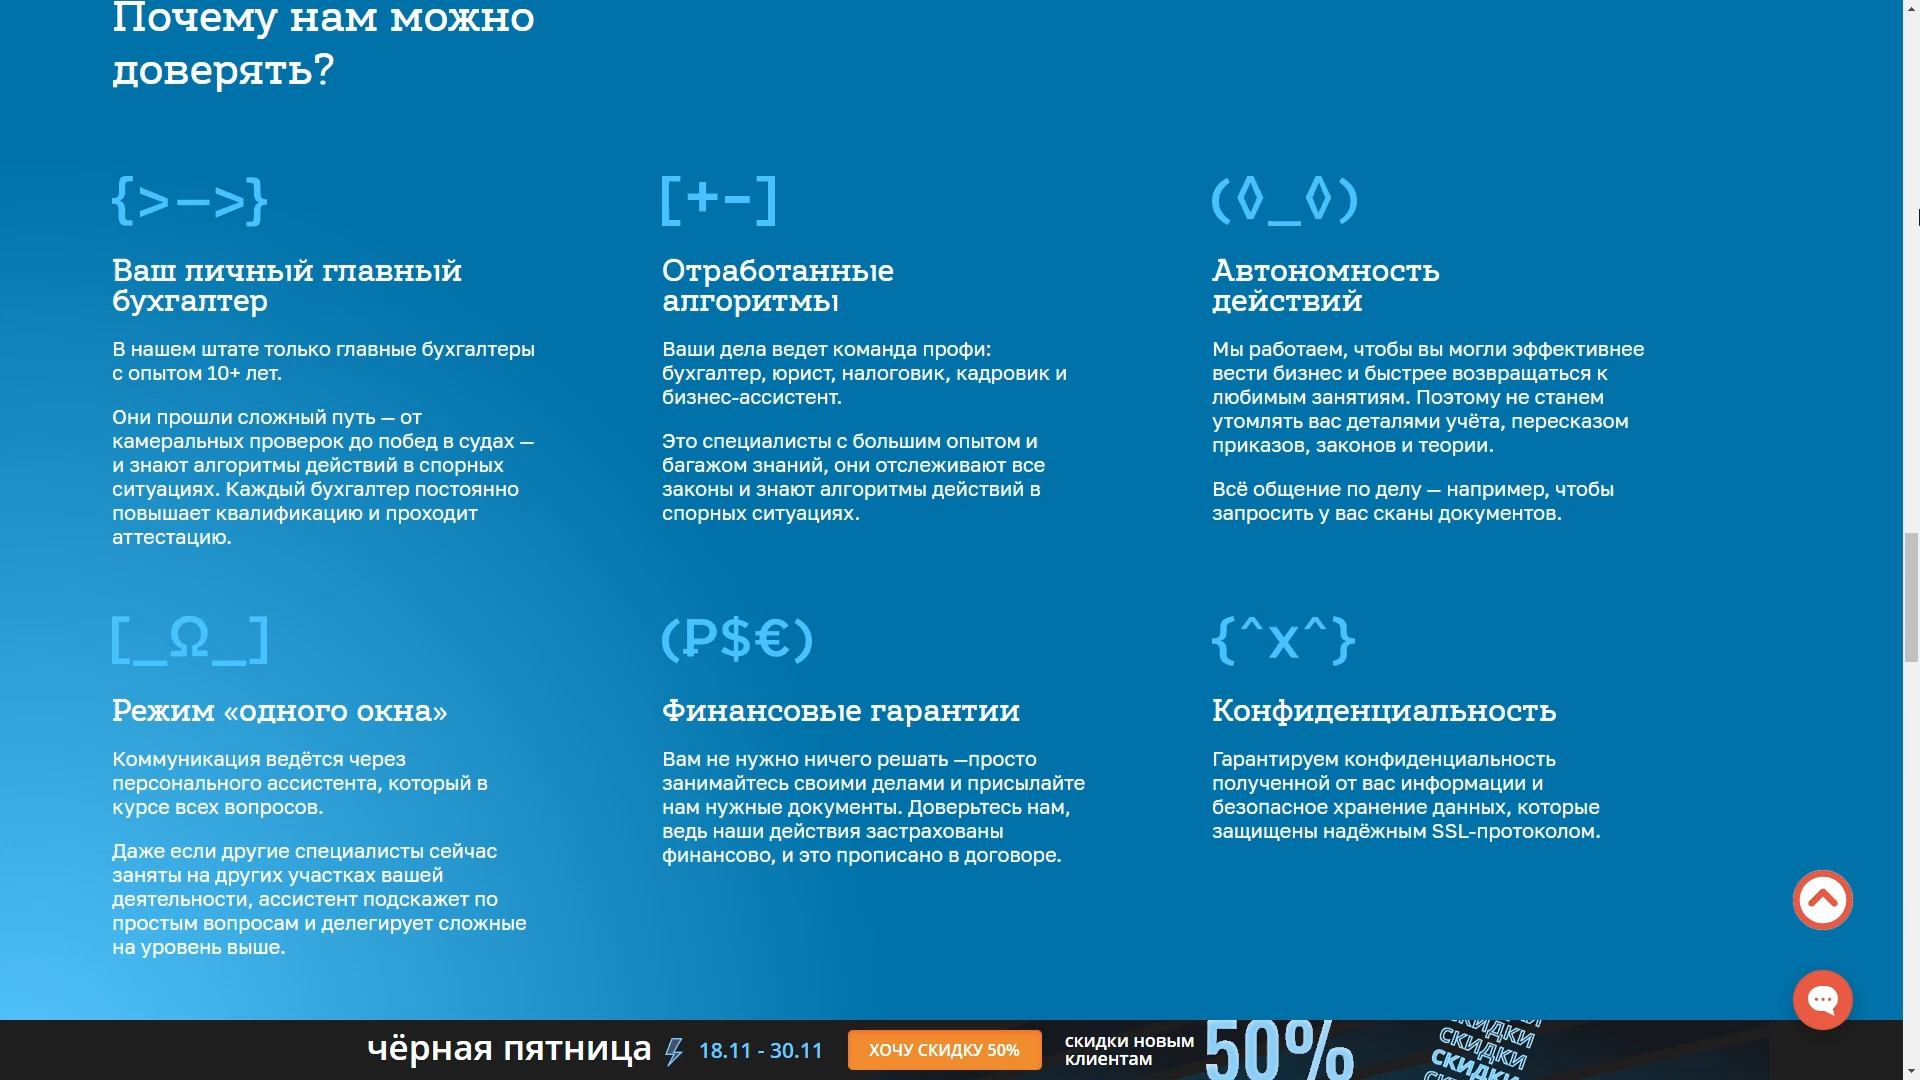 Почему нам можно
доверять?
{>—>}
Ваш личный главный
бухгалтер
В нашем штате только главные бухгалтеры
с опытом 10+ лет.
Они прошли сложный путь — от
камеральных проверок до побед в судах —
и знают алгоритмы действий в спорных
ситуациях. Каждый бухгалтер постоянно
повышает квалификацию и проходит
аттестацию.
[+-]
Отработанные
алгоритмы
Ваши дела ведет команда профи:
бухгалтер, юрист, налоговик, кадровик и
бизнес-ассистент.
Это специалисты с большим опытом и
багажом знаний, они отслеживают все
законы и знают алгоритмы действий в
спорных ситуациях.
(◊_◊)
Автономность
действий
Мы работаем, чтобы вы могли эффективнее
вести бизнес и быстрее возвращаться к
любимым занятиям. Поэтому не станем
утомлять вас деталями учёта, пересказом
приказов, законов и теории.
Всё общение по делу — например, чтобы
запросить у вас сканы документов.
[_Ω_]
Режим «одного окна»
Коммуникация ведётся через
персонального ассистента, который в
курсе всех вопросов.
Даже если другие специалисты сейчас
заняты на других участках вашей
деятельности, ассистент подскажет по
простым вопросам и делегирует сложные
на уровень выше.
(₽$€)
Финансовые гарантии
Вам не нужно ничего решать —просто
занимайтесь своими делами и присылайте
нам нужные документы. Доверьтесь нам,
ведь наши действия застрахованы
финансово, и это прописано в договоре.
{^x^}
Конфиденциальность
Гарантируем конфиденциальность
полученной от вас информации и
безопасное хранение данных, которые
защищены надёжным SSL-протоколом.
чёрная пятница 18.11 - 30.11
ХОЧУ СКИДКУ 50%
скидки новым
клиентам
50%
СКИДКИ
СКИДКИ
СКИДКИ